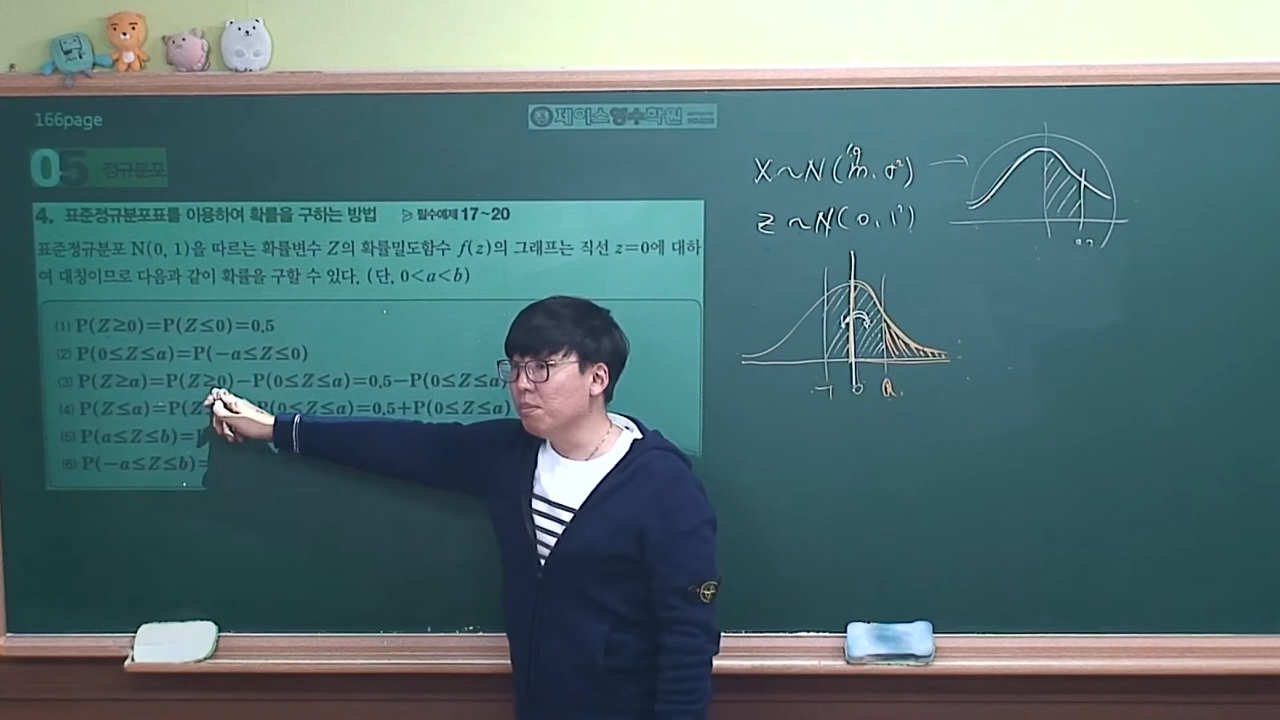 166page
제이스영수학원
05 정규분포
4. 표준정규분포표를 이용하여 확률을 구하는 방법 ▷ 필수예제 17~20
표준정규분포 N(0, 1)을 따르는 확률변수 Z의 확률밀도함수 f(z)의 그래프는 직선 z=0에 대하
여 대칭이므로 다음과 같이 확률을 구할 수 있다. (단, 0<a<b)
(1) P(Z≥0)=P(Z≤0)=0.5
(2) P(0≤Z≤a)=P(-a≤Z≤0)
(3) P(Z≥a)=P(Z≥0)-P(0≤Z≤a)=0.5-P(0≤Z≤a)
(4) P(Z≤a)=P(Z P(0≤Z≤a)=0.5+P(0≤Z≤a)
(5) P(a≤Z≤b)=
(6) P(-a≤Z≤b)=
X~N(m, σ²) →
Z~N(0, 1²)
0 a